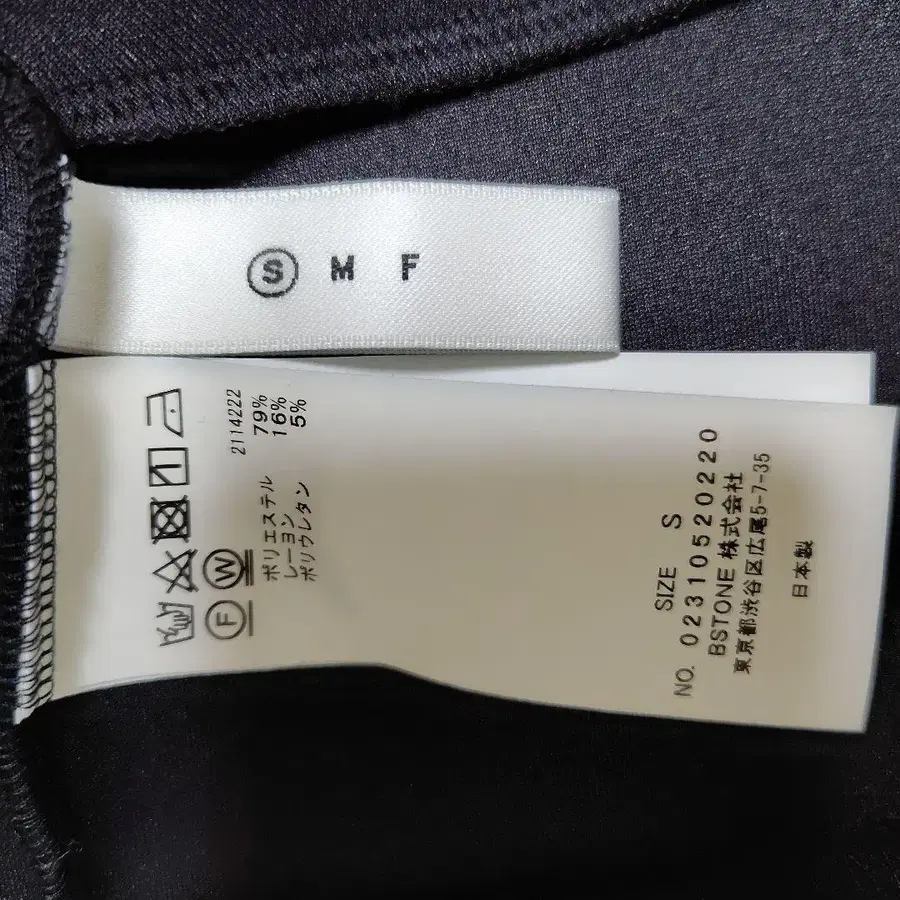 S M F
2114222
ポリエステル 79%
レーヨン 16%
ポリウレタン 5%
SIZE S
NO. 0231052022​0
BSTONE 株式会社
東京都渋谷区広尾5-7-35
日本製